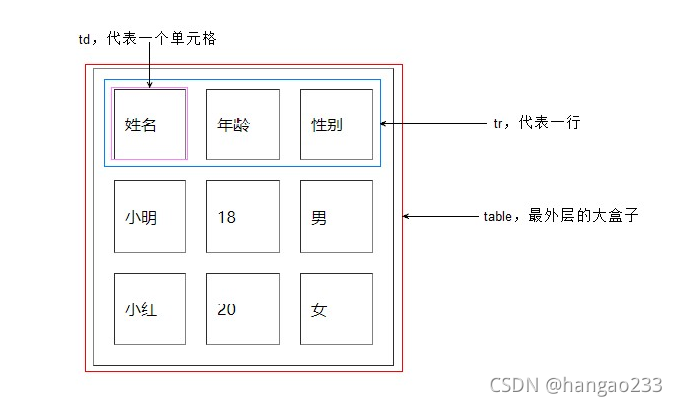 td，代表一个单元格
姓名 年龄 性别
tr，代表一行
小明 18 男
table，最外层的大盒子
小红 20 女
CSDN @hangao233